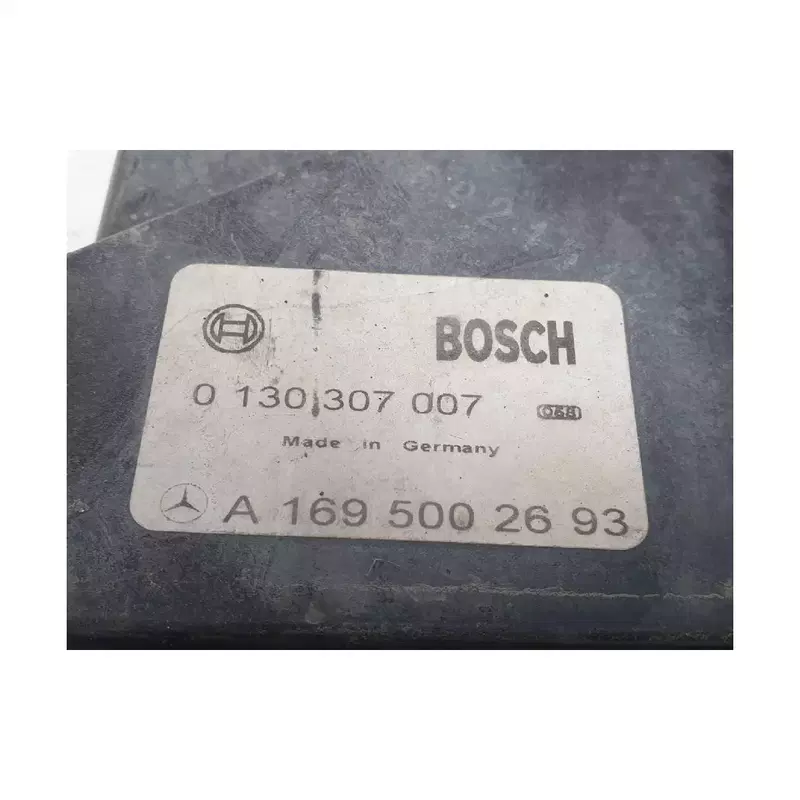 BOSCH
0 130 307 007
Made in Germany
A 169 500 26 93